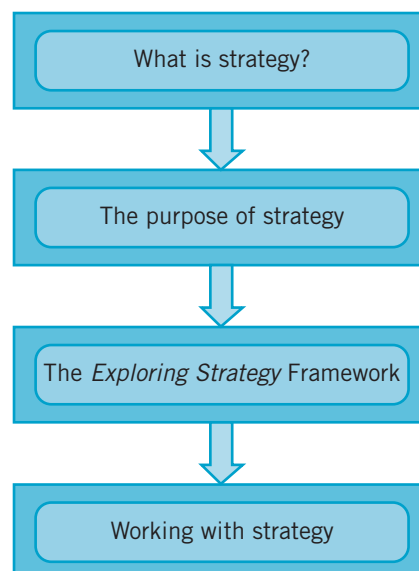 What is strategy?
The purpose of strategy
The Exploring Strategy Framework
Working with strategy